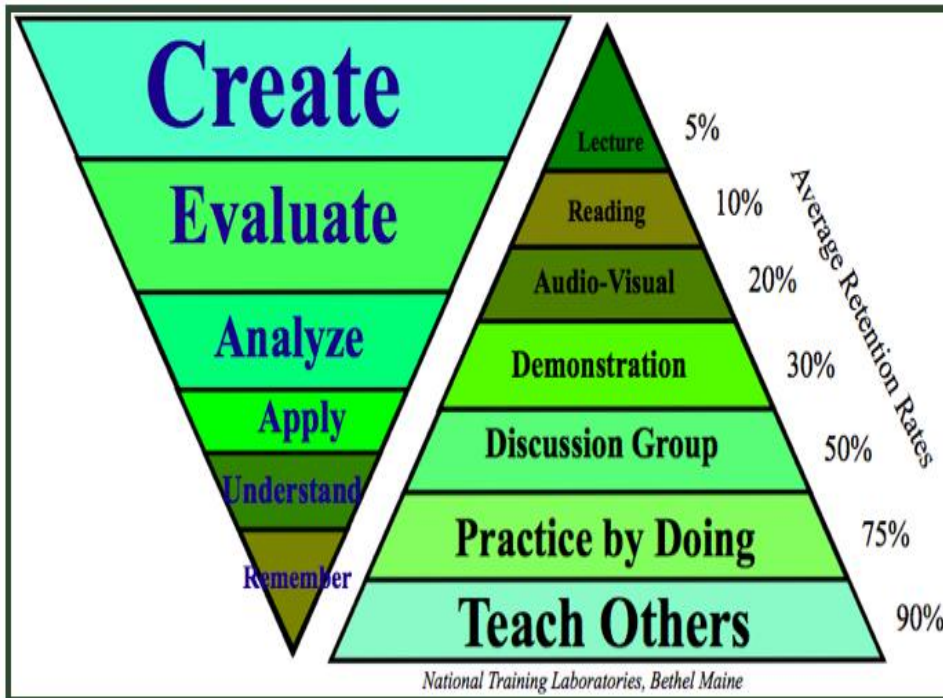 Create
Evaluate
Analyze
Apply
Understand
Remember
Lecture
Reading
Audio-Visual
Demonstration
Discussion Group
Practice by Doing
Teach Others
5%
10%
20%
30%
50%
75%
90%
Average Retention Rates
National Training Laboratories, Bethel Maine